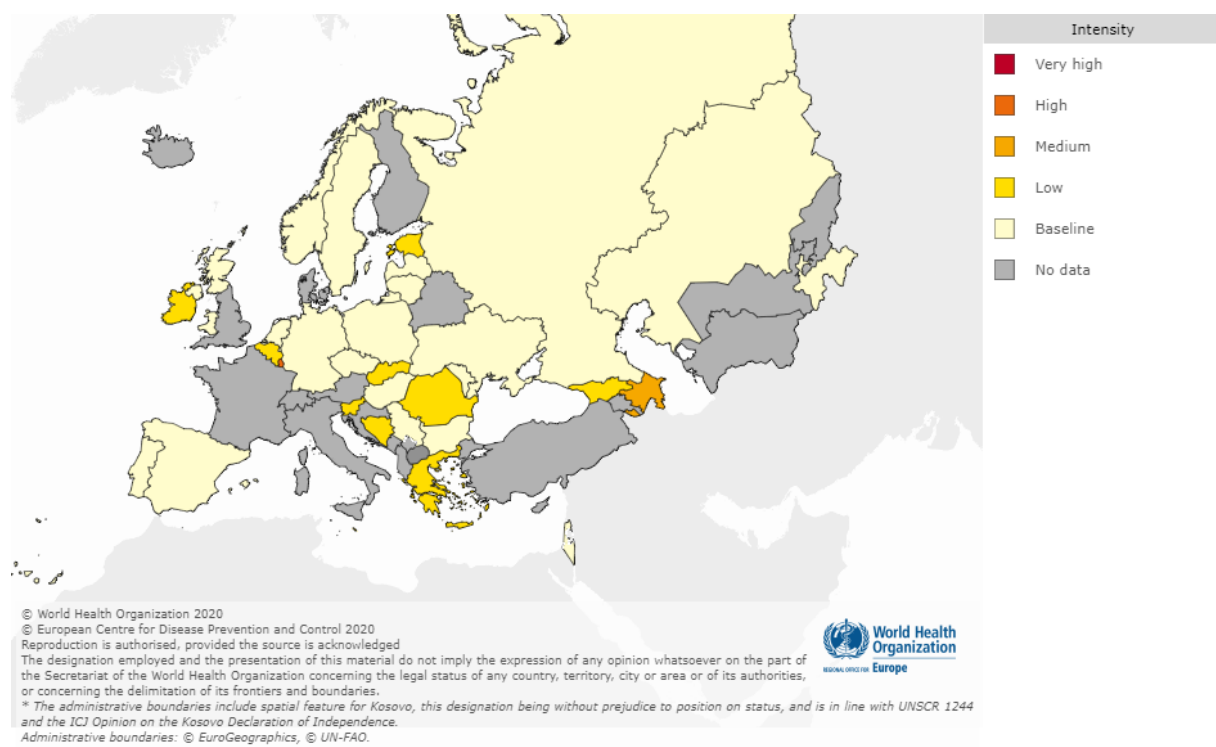 Intensity
Very high
High
Medium
Low
Baseline
No data
© World Health Organization 2020
© European Centre for Disease Prevention and Control 2020
Reproduction is authorised, provided the source is acknowledged
The designation employed and the presentation of this material do not imply the expression of any opinion whatsoever on the part of
the Secretariat of the World Health Organization concerning the legal status of any country, territory, city or area or of its authorities,
or concerning the delimitation of its frontiers and boundaries.
* The administrative boundaries include spatial feature for Kosovo, this designation being without prejudice to position on status, and is in line with UNSCR 1244
and the ICJ Opinion on the Kosovo Declaration of Independence.
Administrative boundaries: © EuroGeographics, © UN-FAO.
World Health
Organization
REGIONAL OFFICE FOR Europe